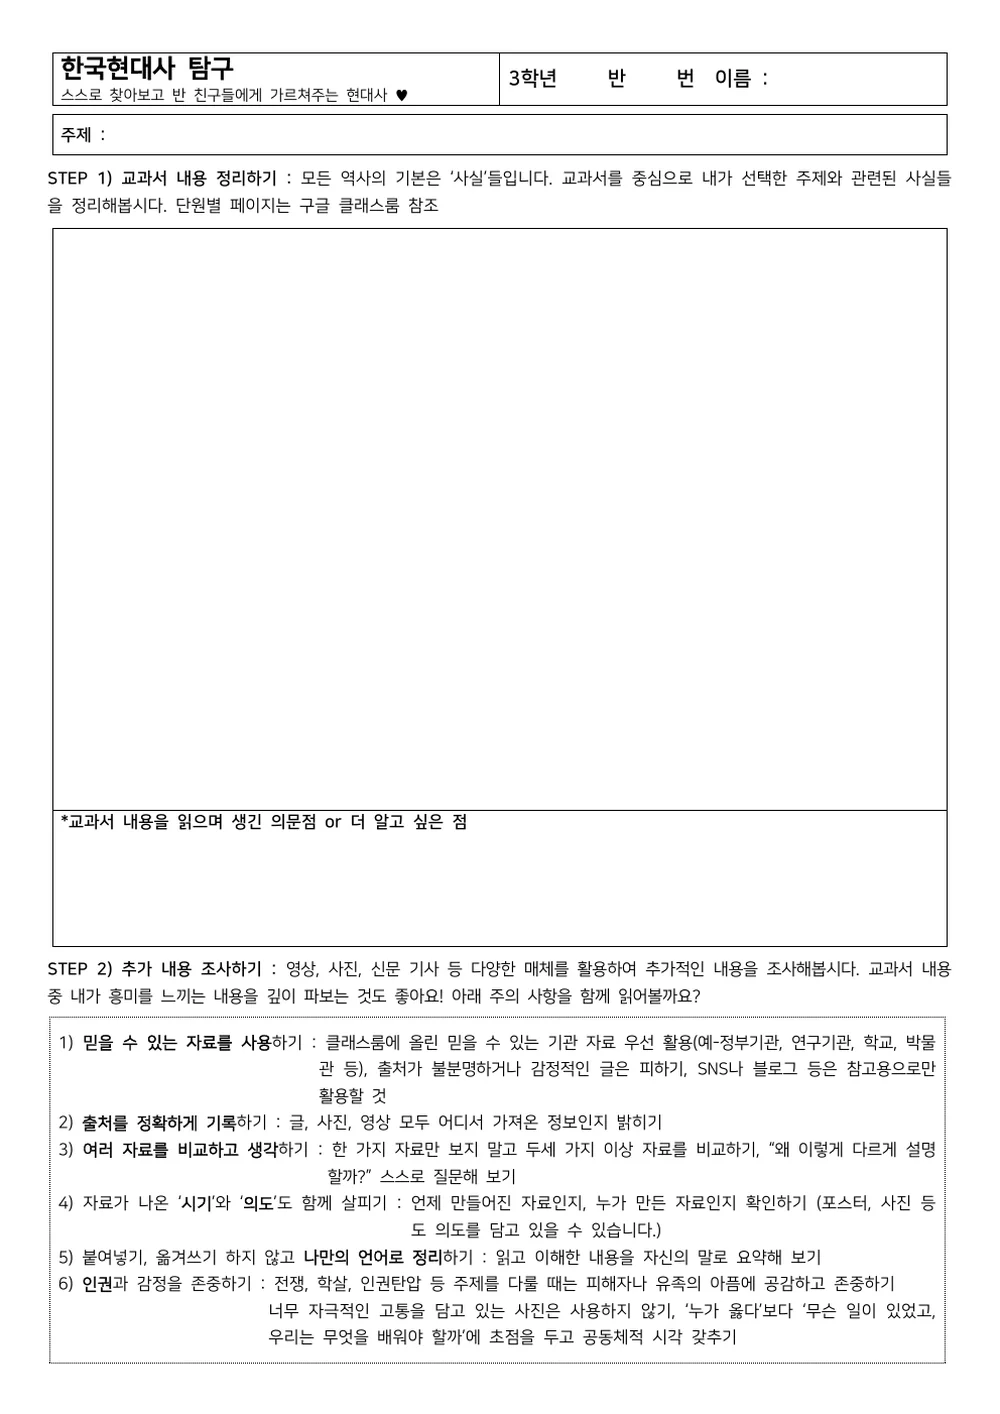 한국현대사 탐구
스스로 찾아보고 반 친구들에게 가르쳐주는 현대사 ♥
3학년 반 번 이름 :
주제 :
STEP 1) 교과서 내용 정리하기 : 모든 역사의 기본은 ‘사실’들입니다. 교과서를 중심으로 내가 선택한 주제와 관련된 사실들
을 정리해봅시다. 단원별 페이지는 구글 클래스룸 참조
*교과서 내용을 읽으며 생긴 의문점 or 더 알고 싶은 점
STEP 2) 추가 내용 조사하기 : 영상, 사진, 신문 기사 등 다양한 매체를 활용하여 추가적인 내용을 조사해봅시다. 교과서 내용
중 내가 흥미를 느끼는 내용을 깊이 파보는 것도 좋아요! 아래 주의 사항을 함께 읽어볼까요?
1) 믿을 수 있는 자료를 사용하기 : 클래스룸에 올린 믿을 수 있는 기관 자료 우선 활용(예-정부기관, 연구기관, 학교, 박물
관 등), 출처가 불분명하거나 감정적인 글은 피하기, SNS나 블로그 등은 참고용으로만
활용할 것
2) 출처를 정확하게 기록하기 : 글, 사진, 영상 모두 어디서 가져온 정보인지 밝히기
3) 여러 자료를 비교하고 생각하기 : 한 가지 자료만 보지 말고 두세 가지 이상 자료를 비교하기, “왜 이렇게 다르게 설명
할까?” 스스로 질문해 보기
4) 자료가 나온 ‘시기’와 ‘의도’도 함께 살피기 : 언제 만들어진 자료인지, 누가 만든 자료인지 확인하기 (포스터, 사진 등
도 의도를 담고 있을 수 있습니다.)
5) 붙여넣기, 옮겨쓰기 하지 않고 나만의 언어로 정리하기 : 읽고 이해한 내용을 자신의 말로 요약해 보기
6) 인권과 감정을 존중하기 : 전쟁, 학살, 인권탄압 등 주제를 다룰 때는 피해자나 유족의 아픔에 공감하고 존중하기
너무 자극적인 고통을 담고 있는 사진은 사용하지 않기, ‘누가 옳다’보다 ‘무슨 일이 있었고,
우리는 무엇을 배워야 할까’에 초점을 두고 공동체적 시각 갖추기